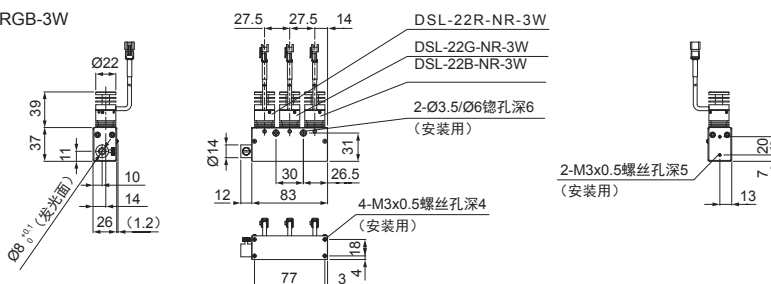 RGB-3W
27.5
27.5
14
DSL-22R-NR-3W
DSL-22G-NR-3W
DSL-22B-NR-3W
2-Ø3.5/Ø6锪孔深6
（安装用）
Ø22
39
37
11
10
14
26
（1.2）
Ø8 +0.1 0（发光面）
Ø14
31
30
26.5
12
83
4-M3x0.5螺丝孔深4
（安装用）
18
4
77
3
2-M3x0.5螺丝孔深5
（安装用）
20
7
13